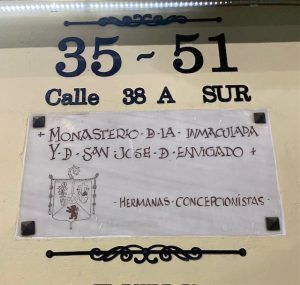 35-51
Calle 38 A SUR
+ MONASTERIO · D · LA · INMACULADA
Y · D · SAN · JOSE · D · ENVIGADO +
- HERMANAS · CONCEPCIONISTAS -